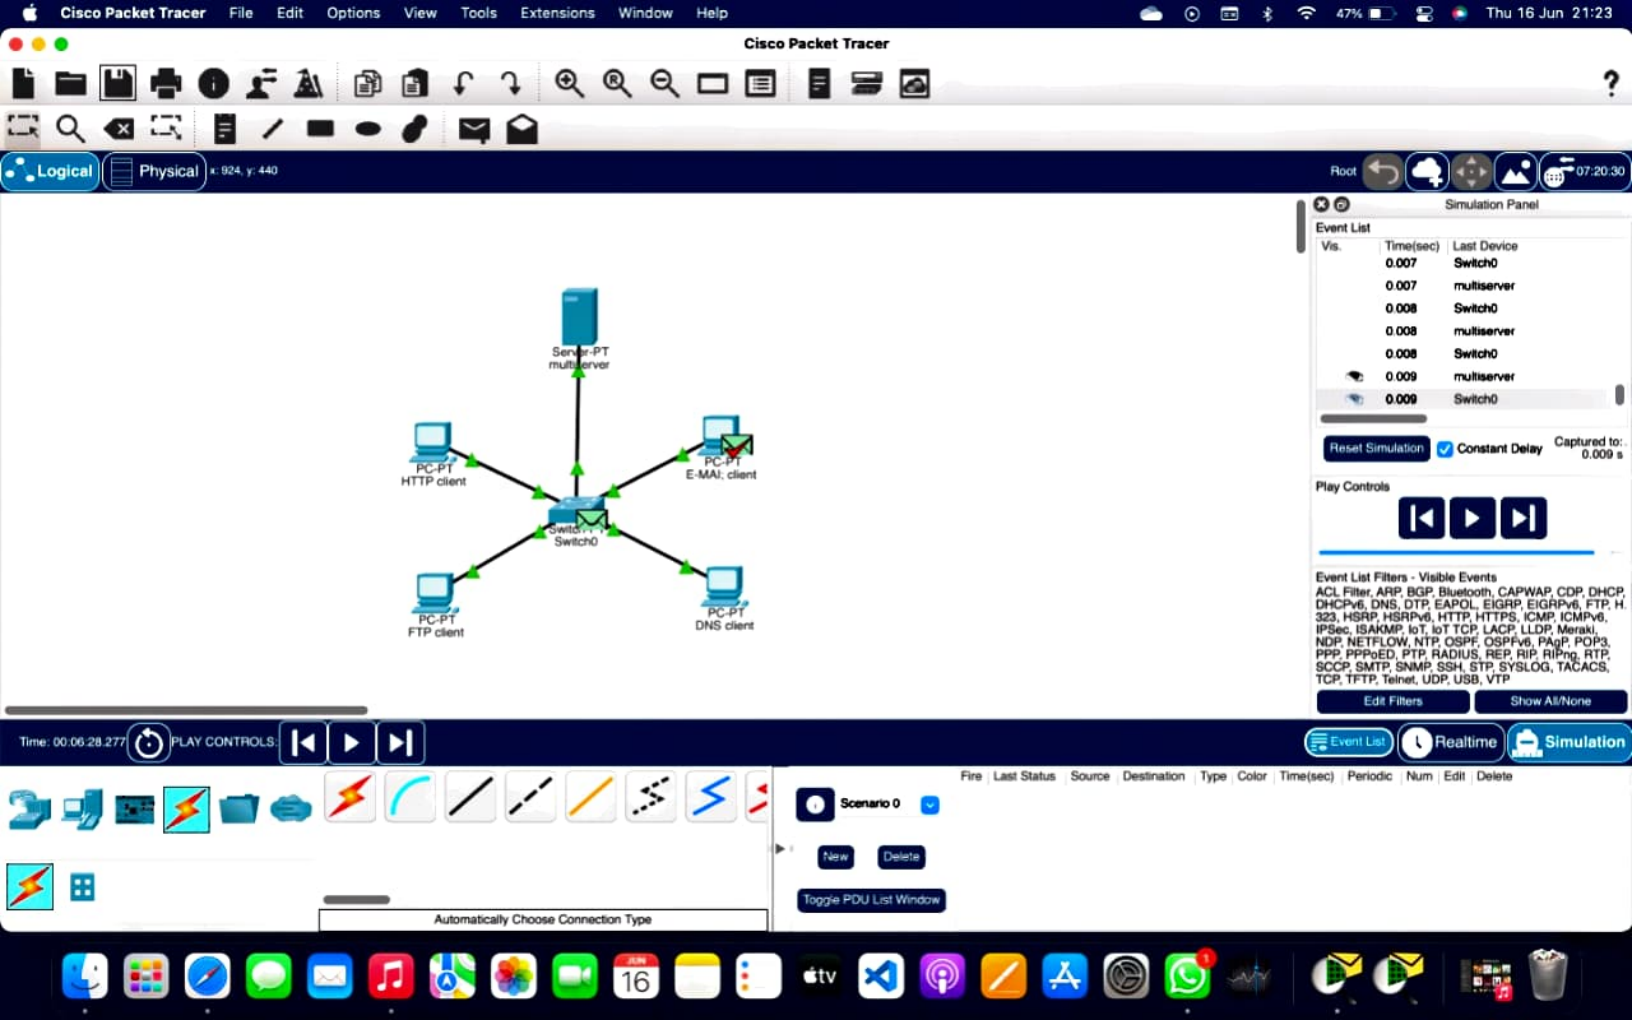 Cisco Packet Tracer File Edit Options View Tools Extensions Window Help 47% Thu 16 Jun 21:23
Cisco Packet Tracer
?
Logical Physical x: 924, y: 440 Root 07:20:30
Simulation Panel
Event List
Vis. Time(sec) Last Device
0.007 Switch0
0.007 multiserver
0.008 Switch0
0.008 multiserver
0.008 Switch0
0.009 multiserver
0.009 Switch0
Reset Simulation Constant Delay Captured to:
0.009 s
Play Controls
Event List Filters - Visible Events
ACL Filter, ARP, BGP, Bluetooth, CAPWAP, CDP, DHCP,
DHCPv6, DNS, DTP, EAPOL, EIGRP, EIGRPv6, FTP, H.
323, HSRP, HSRPv6, HTTP, HTTPS, ICMP, ICMPv6,
IPSec, ISAKMP, IoT, IoT TCP, LACP, LLDP, Meraki,
NDP, NETFLOW, NTP, OSPF, OSPFv6, PAgP, POP3,
PPP, PPPoED, PTP, RADIUS, REP, RIP, RIPng, RTP,
SCCP, SMTP, SNMP, SSH, STP, SYSLOG, TACACS,
TCP, TFTP, Telnet, UDP, USB, VTP
Edit Filters Show All/None
Server-PT
multiserver
PC-PT
HTTP client
PC-PT
E-MAI; client
Switch0
PC-PT
FTP client
PC-PT
DNS client
Time: 00:06:28.277 PLAY CONTROLS: Event List Realtime Simulation
Fire Last Status Source Destination Type Color Time(sec) Periodic Num Edit Delete
Scenario 0
New Delete
Toggle PDU List Window
Automatically Choose Connection Type
JUN
16
tv
1